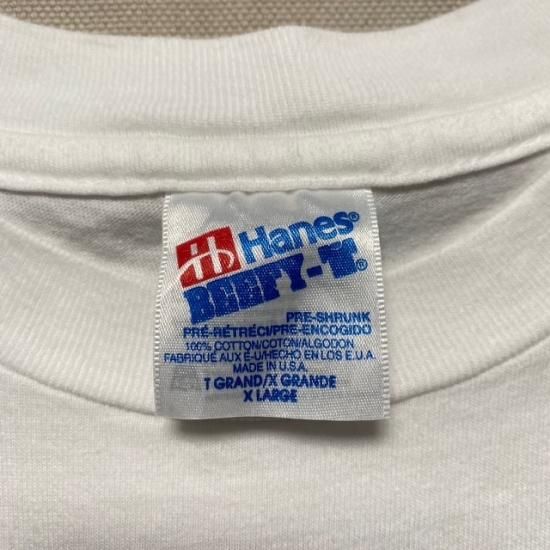 Hanes®
BEEFY-T®
PRE-SHRUNK
PRÉ-RÉTRÉCI/PRE-ENCOGIDO
100% COTTON/COTON/ALGODON
FABRIQUÉ AUX É-U/HECHO EN LOS E.U.A.
MADE IN U.S.A.
T GRAND/X GRANDE
X LARGE